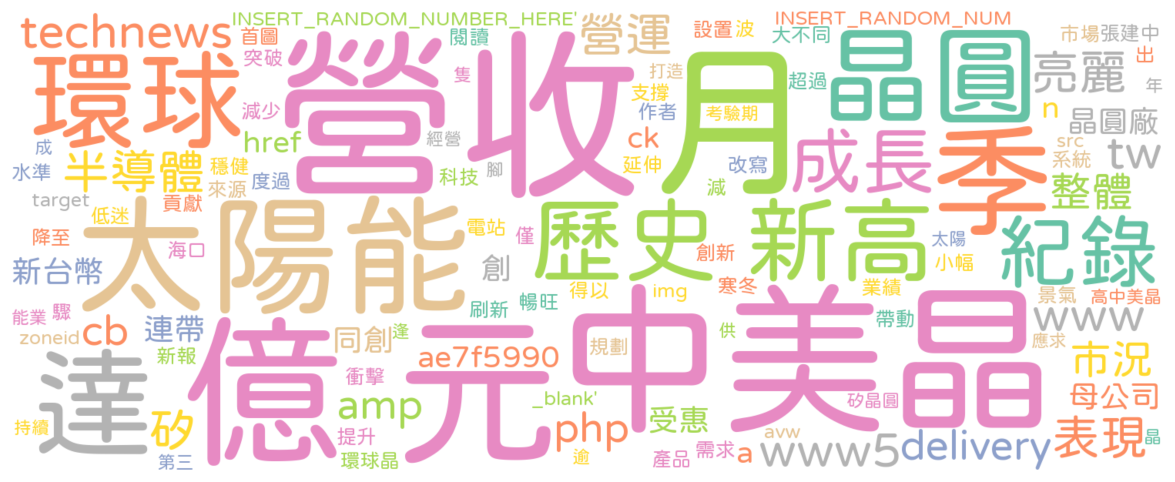 INSERT_RANDOM_NUMBER_HERE'
INSERT_RANDOM_NUM
technews
首圖
閱讀
營運
設置
波
大不同
市場
張建中
出
突破
環球
營收
月
晶圓
亮麗
隻
打造
超過
年
支撐
減少
作者
考驗期
n
晶圓廠
href
經營
ck
成長
季
src
成
tw
系統
水準
半導體
穩健
來源
度過
科技
腳
延伸
改寫
減
整體
target
貢獻
低迷
太陽能
電站
歷史
新高
紀錄
降至
海口
僅
創新
太陽
小幅
新台幣
創
得以
img
寒冬
業績
景氣
高中美晶
能業
驟
連帶
刷新
暢旺
帶動
www
zoneid
cb
新報
同創
逢
供
應求
億元
中美晶
規劃
達
ae7f5990
市況
衝擊
_blank'
矽晶圓
母公司
amp
持續
矽
提升
php
受惠
avw
表現
晶
第三
環球晶
逾
產品
需求
a
www5
delivery